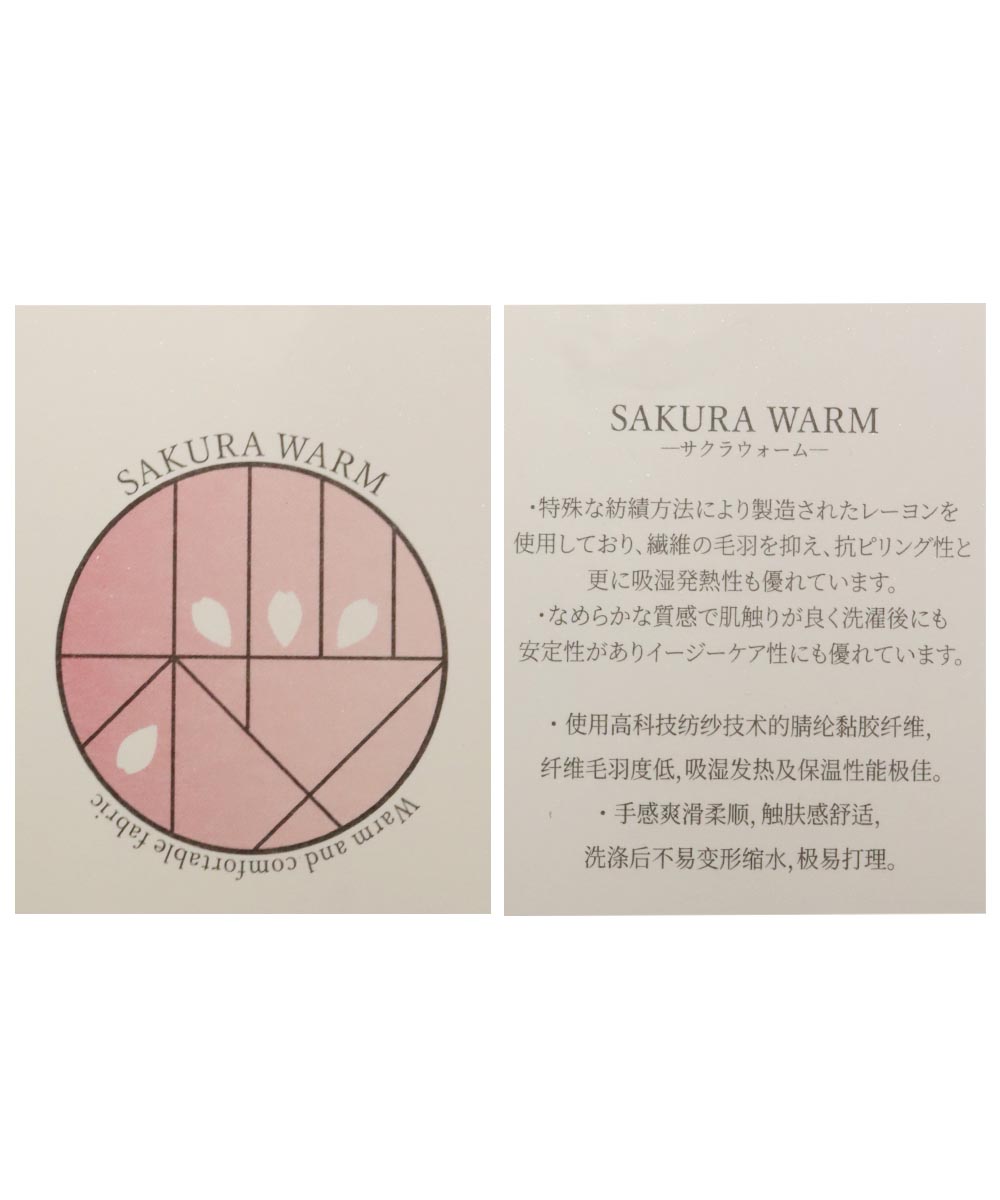 SAKURA WARM
Warm and comfortable fabric
SAKURA WARM
―サクラウォーム―
・特殊な紡績方法により製造されたレーヨンを
使用しており、繊維の毛羽を抑え、抗ピリング性と
更に吸湿発熱性も優れています。
・なめらかな質感で肌触りが良く洗濯後にも
安定性がありイージーケア性にも優れています。
・使用高科技纺纱技术的腈纶黏胶纤维,
纤维毛羽度低,吸湿发热及保温性能极佳。
・手感爽滑柔顺,触肤感舒适,
洗涤后不易变形缩水,极易打理。